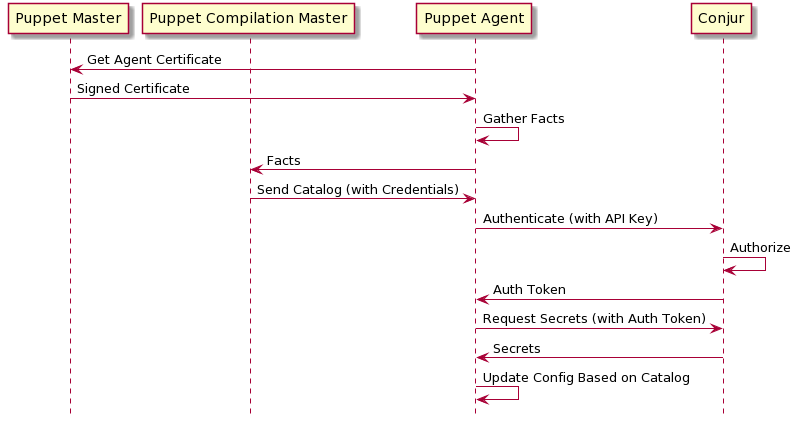 Puppet Master
Puppet Compilation Master
Puppet Agent
Conjur
Get Agent Certificate
Signed Certificate
Gather Facts
Facts
Send Catalog (with Credentials)
Authenticate (with API Key)
Authorize
Auth Token
Request Secrets (with Auth Token)
Secrets
Update Config Based on Catalog